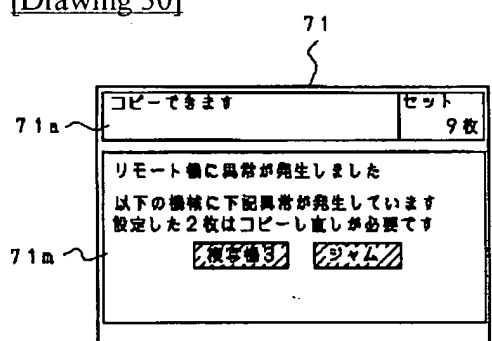 [Drawing 30]
71
コピーできます
セット
9枚
71a
リモート機に異常が発生しました
以下の機械に下記異常が発生しています
設定した2枚はコピーし直しが必要です
71m
複写機3 ジャム